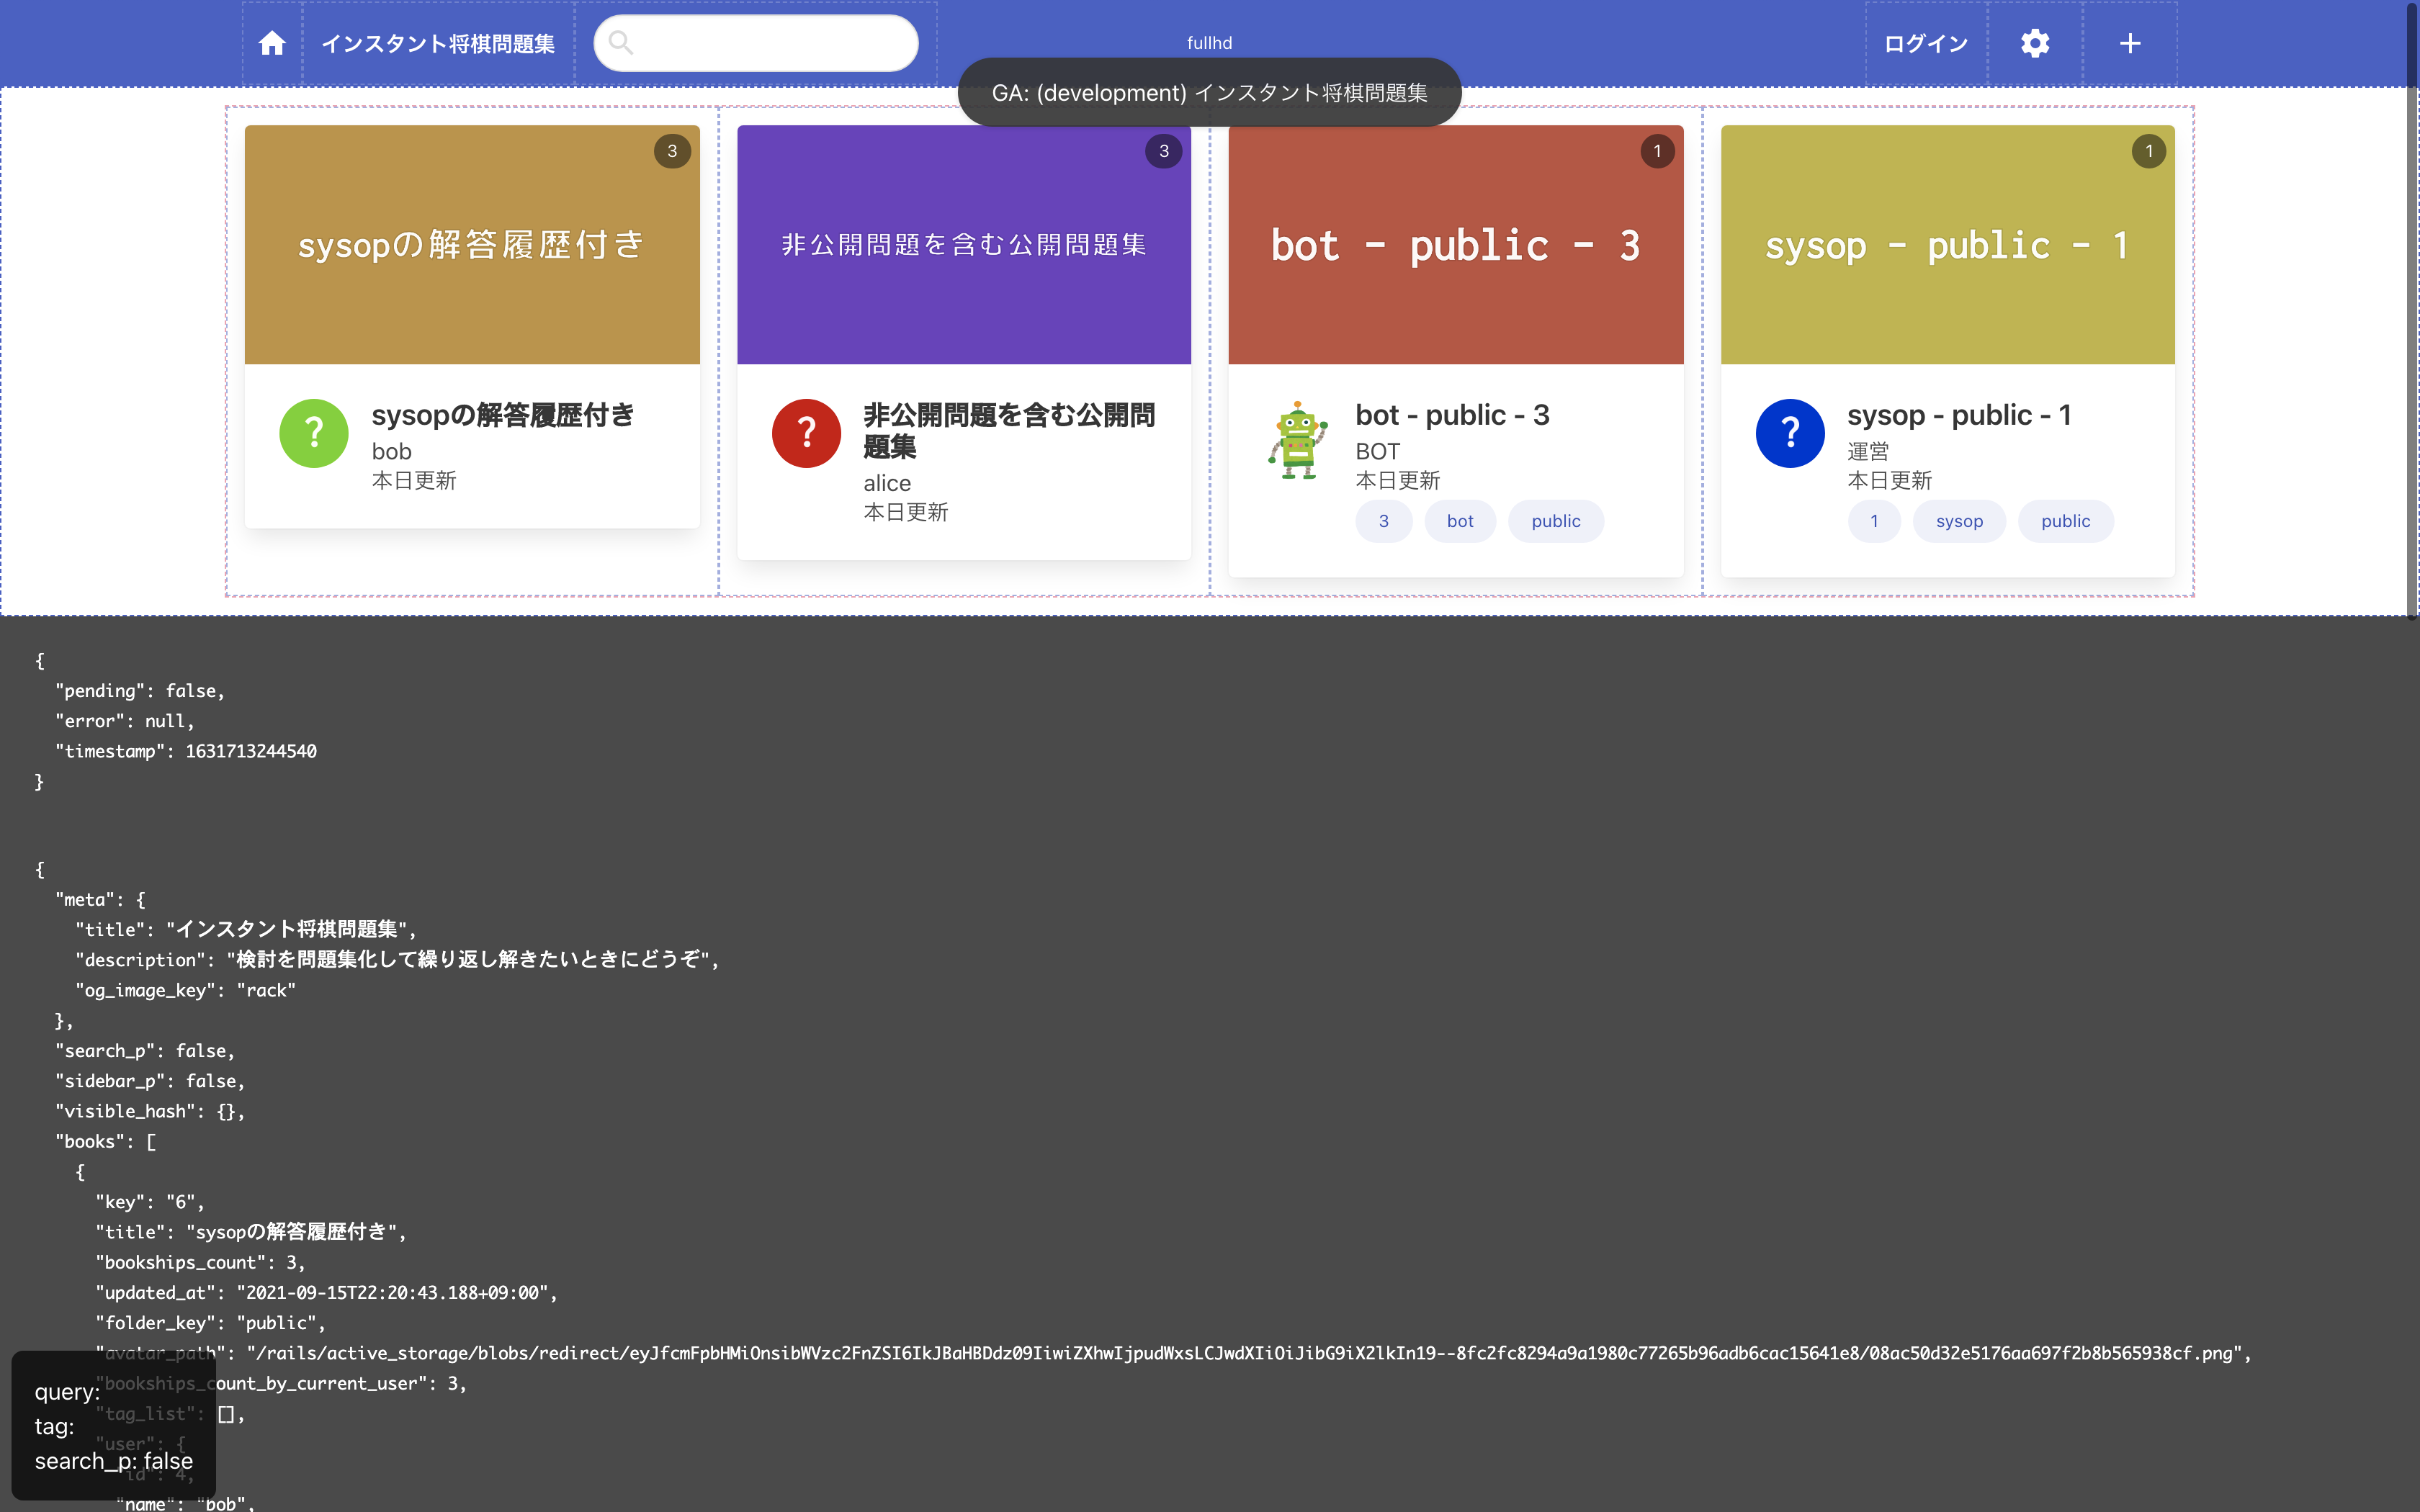 インスタント将棋問題集
fullhd
ログイン
GA: (development) インスタント将棋問題集
3
sysopの解答履歴付き
?
sysopの解答履歴付き
bob
本日更新
3
非公開問題を含む公開問題集
?
非公開問題を含む公開問
題集
alice
本日更新
1
bot - public - 3
bot - public - 3
BOT
本日更新
3 bot public
1
sysop - public - 1
?
sysop - public - 1
運営
本日更新
1 sysop public
{
"pending": false,
"error": null,
"timestamp": 1631713244540
}
{
"meta": {
"title": "インスタント将棋問題集",
"description": "検討を問題集化して繰り返し解きたいときにどうぞ",
"og_image_key": "rack"
},
"search_p": false,
"sidebar_p": false,
"visible_hash": {},
"books": [
{
"key": "6",
"title": "sysopの解答履歴付き",
"bookships_count": 3,
"updated_at": "2021-09-15T22:20:43.188+09:00",
"folder_key": "public",
"avatar_path": "/rails/active_storage/blobs/redirect/eyJfcmFpbHMiOnsibWVzc2FnZSI6IkJBaHBDdz09IiwiZXhwIjpudWxsLCJwdXIiOiJibG9iX2lkIn19--8fc2fc8294a9a1980c77265b96adb6cac15641e8/08ac50d32e5176aa697f2b8b565938cf.png",
"bookships_count_by_current_user": 3,
"tag_list": [],
"user": {
"id": 4,
"name": "bob",
query:
tag:
search_p: false